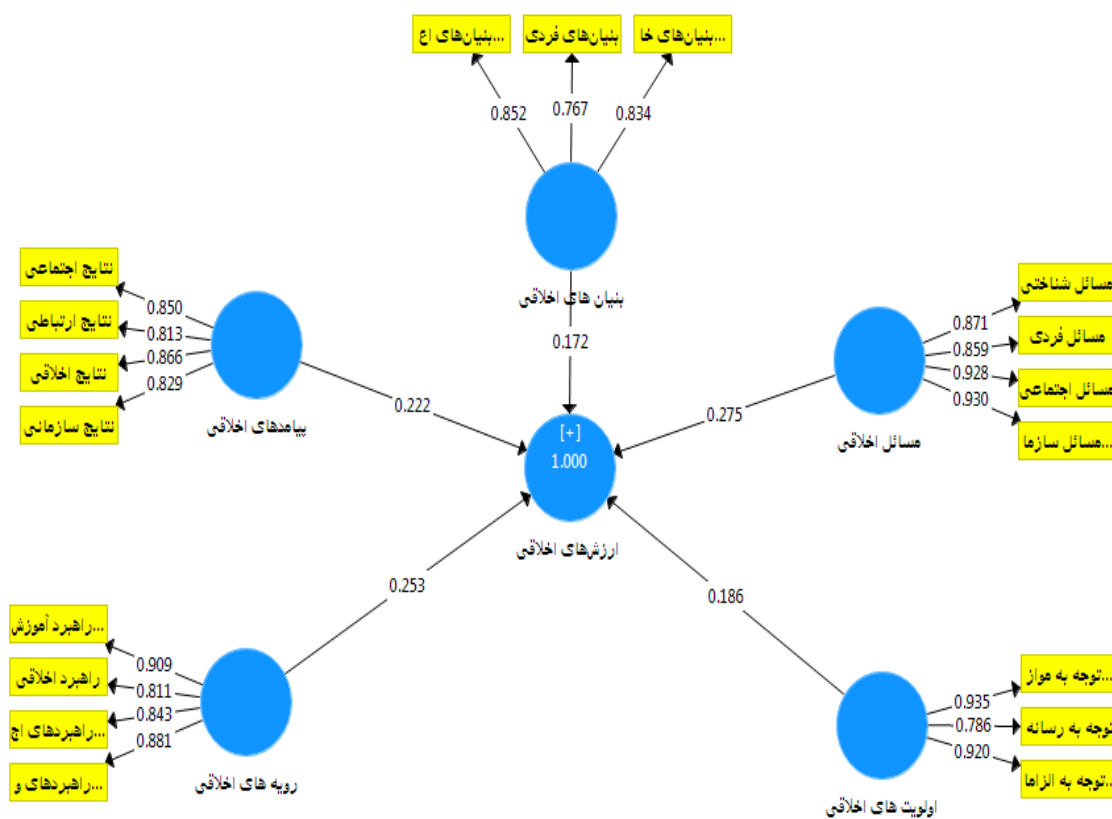 بنیان‌های اع...
بنیان‌های فردی
بنیان‌های خا...
0.852
0.767
0.834
بنیان های اخلاقی
0.172
نتایج اجتماعی
نتایج ارتباطی
نتایج اخلاقی
نتایج سازمانی
0.850
0.813
0.866
0.829
پیامدهای اخلاقی
0.222
مسائل شناختی
مسائل فردی
مسائل اجتماعی
مسائل سازما...
0.871
0.859
0.928
0.930
مسائل اخلاقی
0.275
[+]
1.000
ارزش‌های اخلاقی
0.253
0.186
راهبرد آموزش...
راهبرد اخلاقی
راهبردهای اج...
راهبردهای و...
0.909
0.811
0.843
0.881
رویه های اخلاقی
توجه به مواز...
توجه به رسانه
توجه به الزاما...
0.935
0.786
0.920
اولویت های اخلاقی